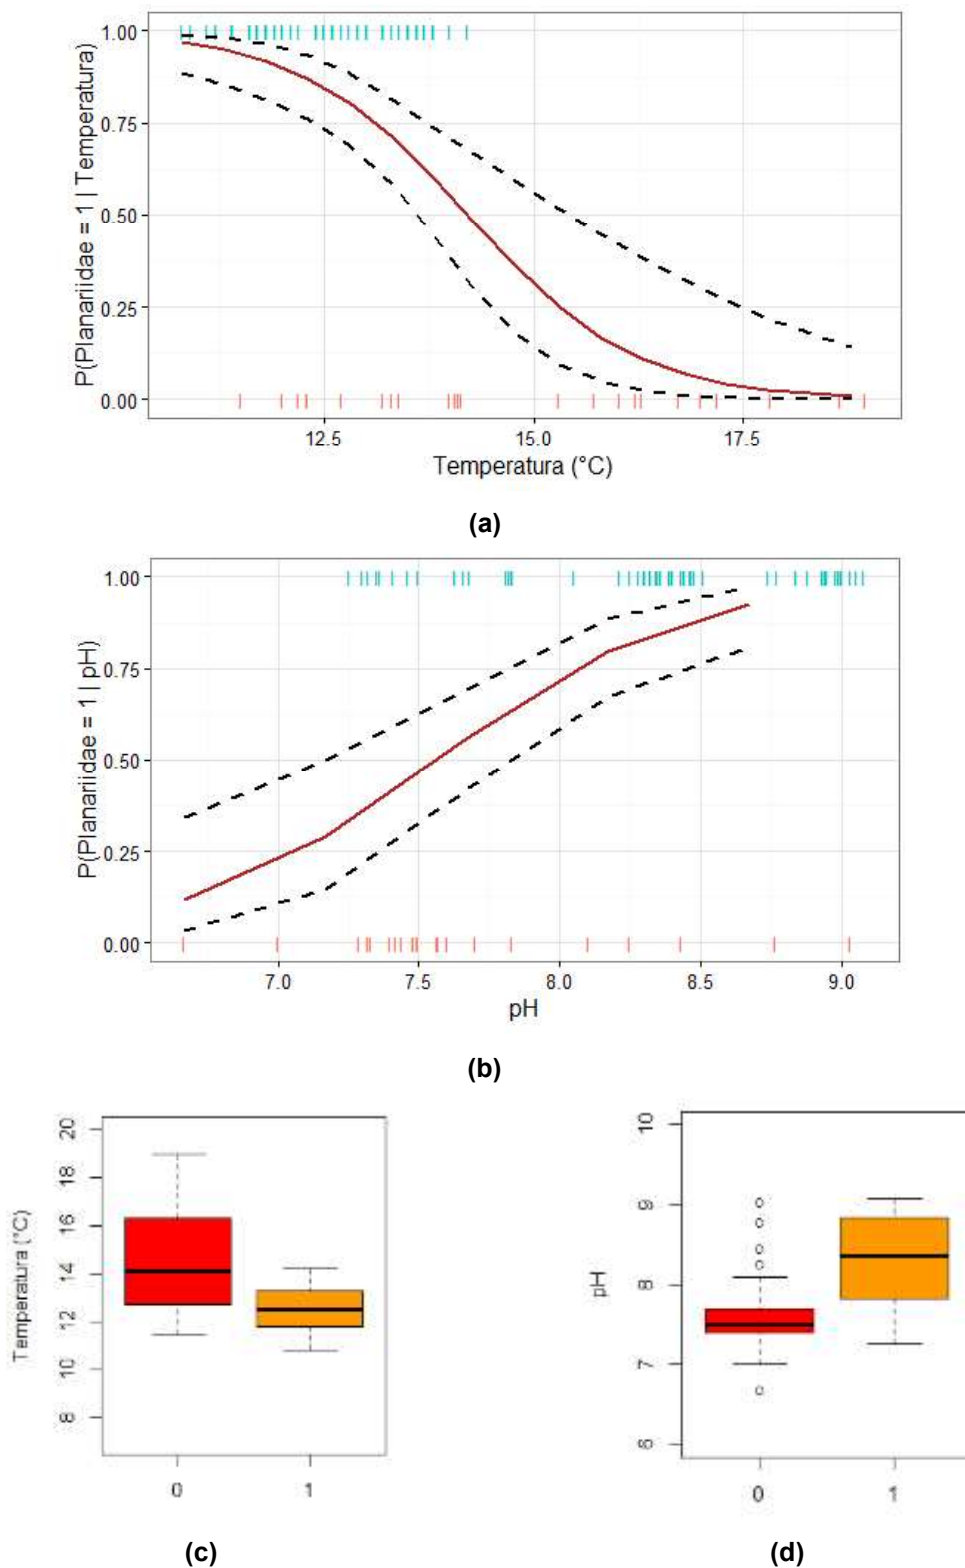 P(Planariidae = 1 | Temperatura)
1.00
0.75
0.50
0.25
0.00
12.5 15.0 17.5
Temperatura (°C)
(a)
P(Planariidae = 1 | pH)
1.00
0.75
0.50
0.25
0.00
7.0 7.5 8.0 8.5 9.0
pH
(b)
Temperatura (°C)
20
18
16
14
12
10
8
0 1
(c)
pH
10
9
8
7
6
0 1
(d)